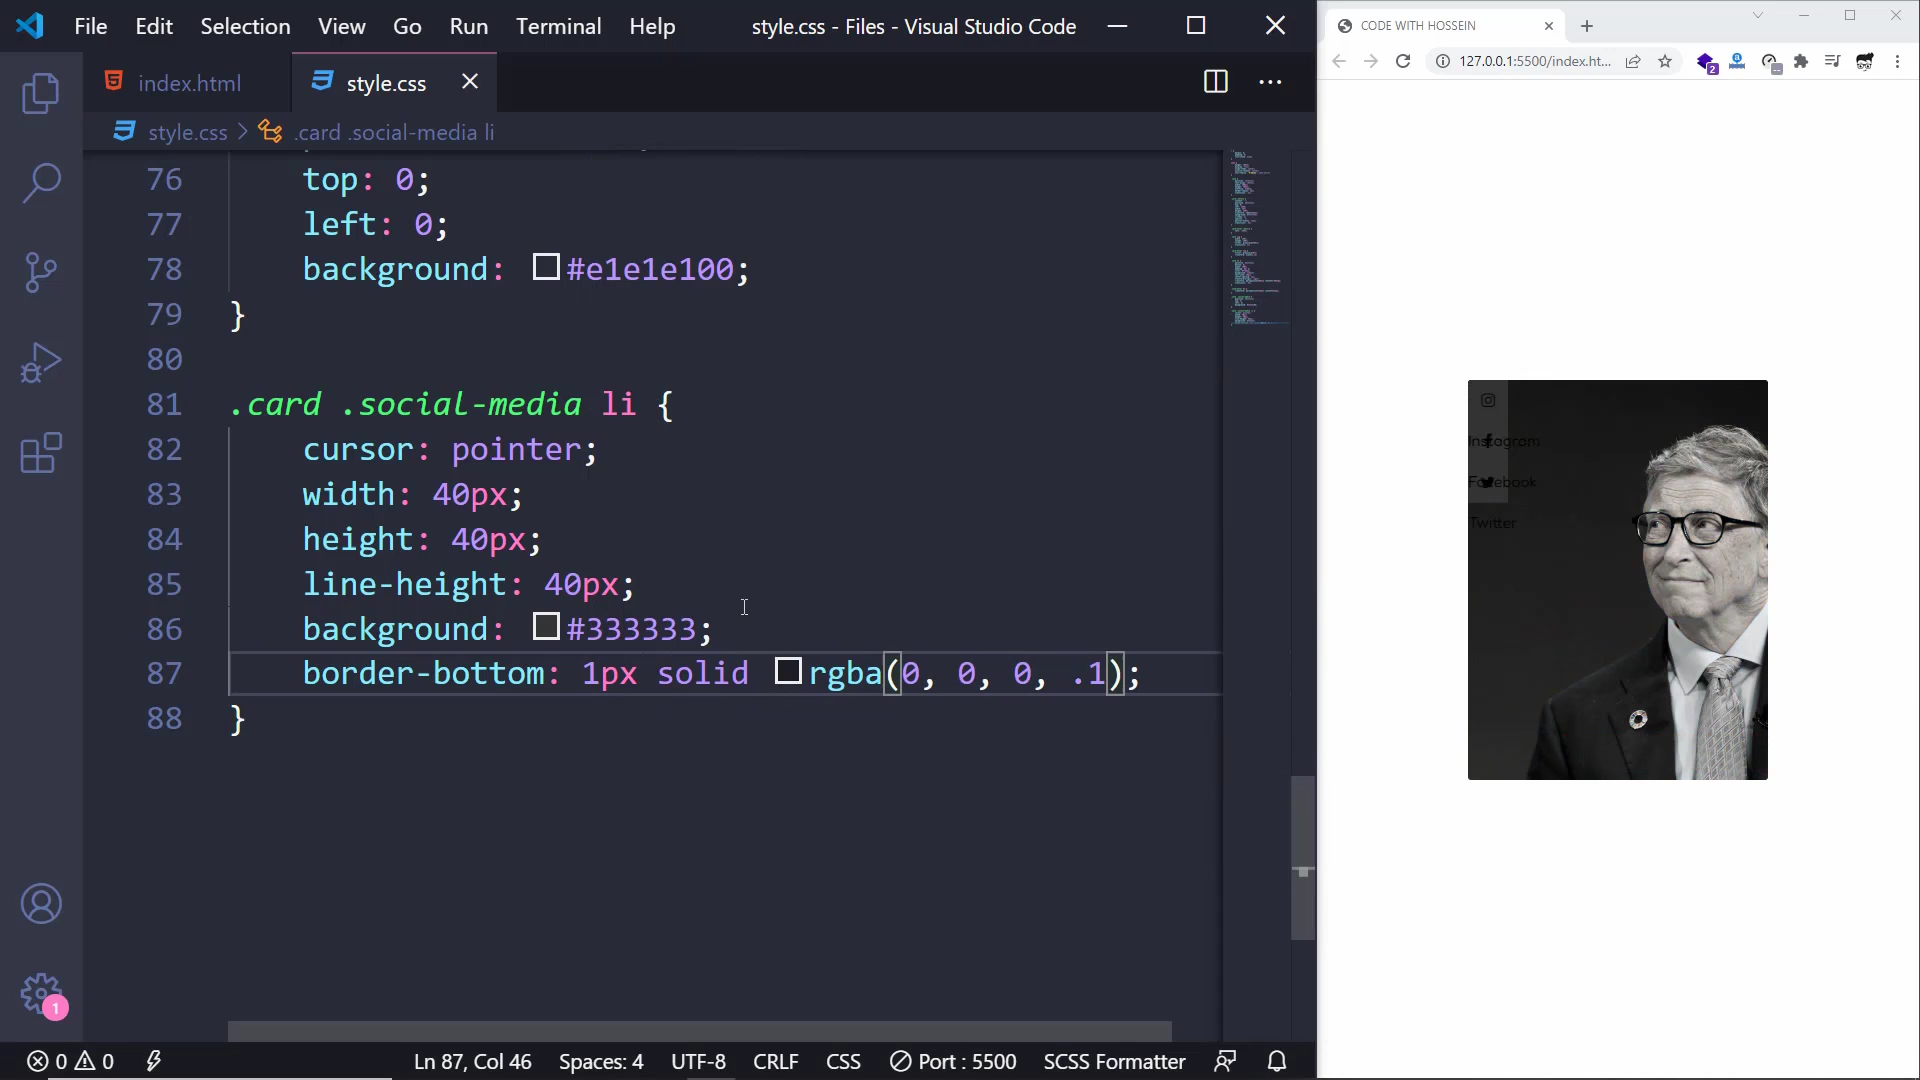 File Edit Selection View Go Run Terminal Help style.css - Files - Visual Studio Code
index.html style.css
style.css > .card .social-media li
76 top: 0;
77 left: 0;
78 background: #e1e1e100;
79 }
80
81 .card .social-media li {
82 cursor: pointer;
83 width: 40px;
84 height: 40px;
85 line-height: 40px;
86 background: #333333;
87 border-bottom: 1px solid rgba(0, 0, 0, .1);
88 }
1
0 0 Ln 87, Col 46 Spaces: 4 UTF-8 CRLF CSS Port : 5500 SCSS Formatter
CODE WITH HOSSEIN
127.0.0.1:5500/index.ht...
2
Instagram
Facebook
Twitter